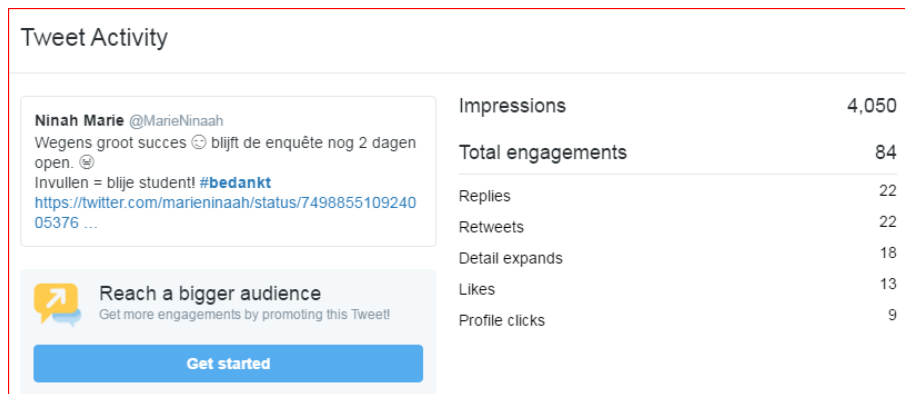 Tweet Activity
Ninah Marie @MarieNinaah
Wegens groot succes 😏 blijft de enquête nog 2 dagen
open. 😭
Invullen = blije student! #bedankt
https://twitter.com/marieninaah/status/7498855109240
05376 ...
Reach a bigger audience
Get more engagements by promoting this Tweet!
Get started
Impressions 4,050
Total engagements 84
Replies 22
Retweets 22
Detail expands 18
Likes 13
Profile clicks 9